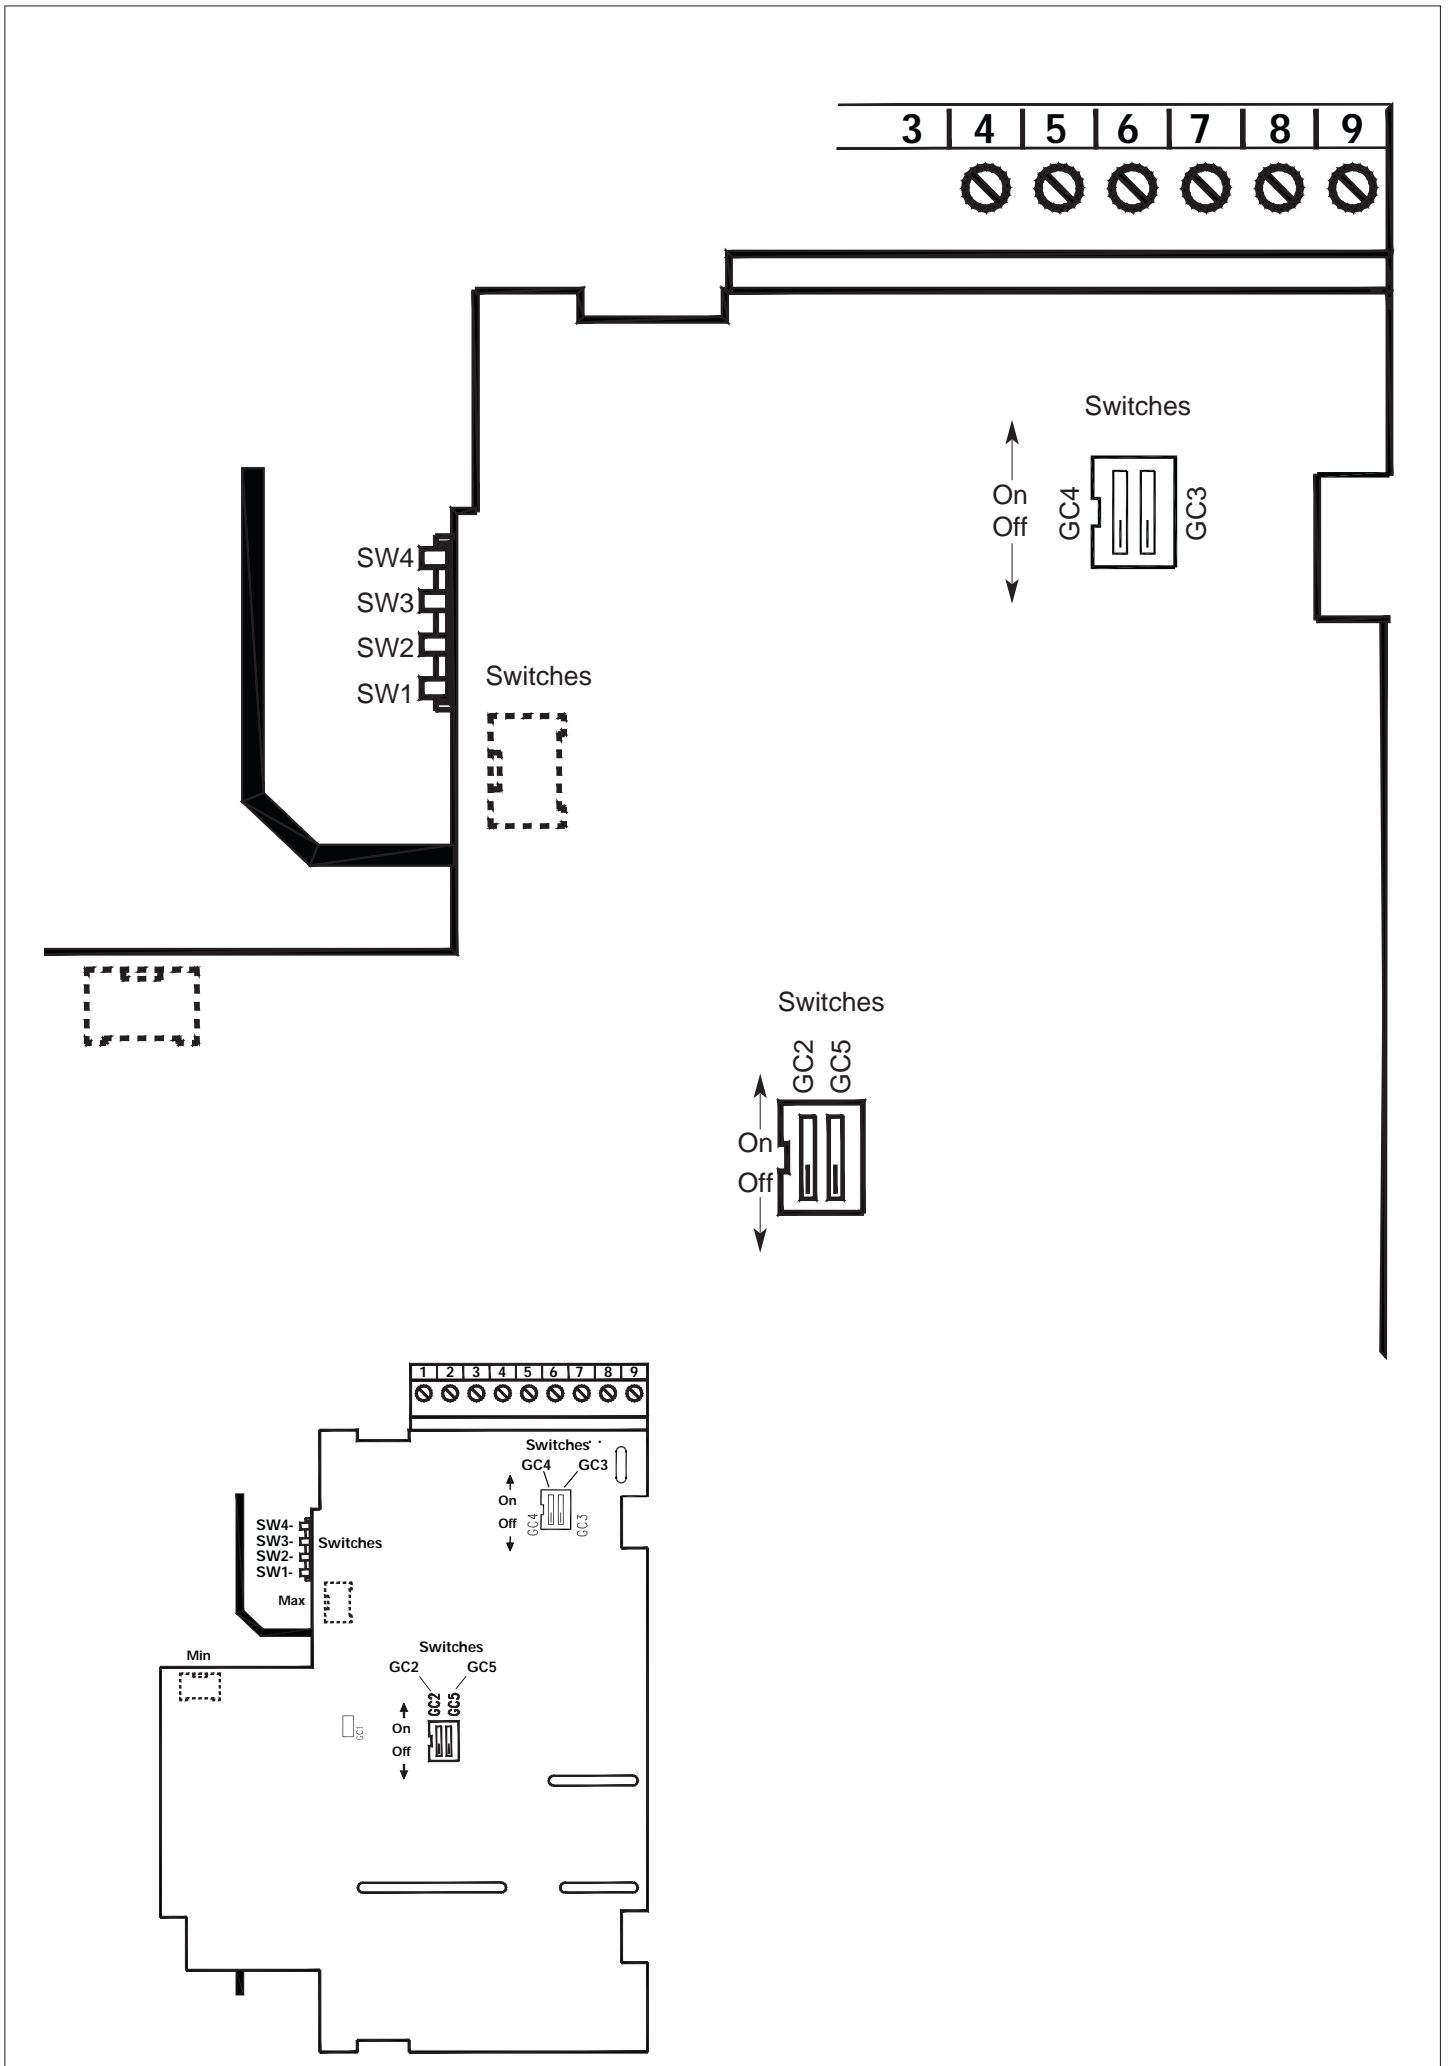 3 4 5 6 7 8 9
Switches
On
Off
GC4
GC3
SW4
SW3
SW2
SW1
Switches
Switches
GC2
GC5
On
Off
1 2 3 4 5 6 7 8 9
Switches
GC4 GC3
On
Off
GC4
GC3
SW4-
SW3-
SW2-
SW1-
Switches
Max
Min
Switches
GC2 GC5
GC2
GC5
On
Off
GC1